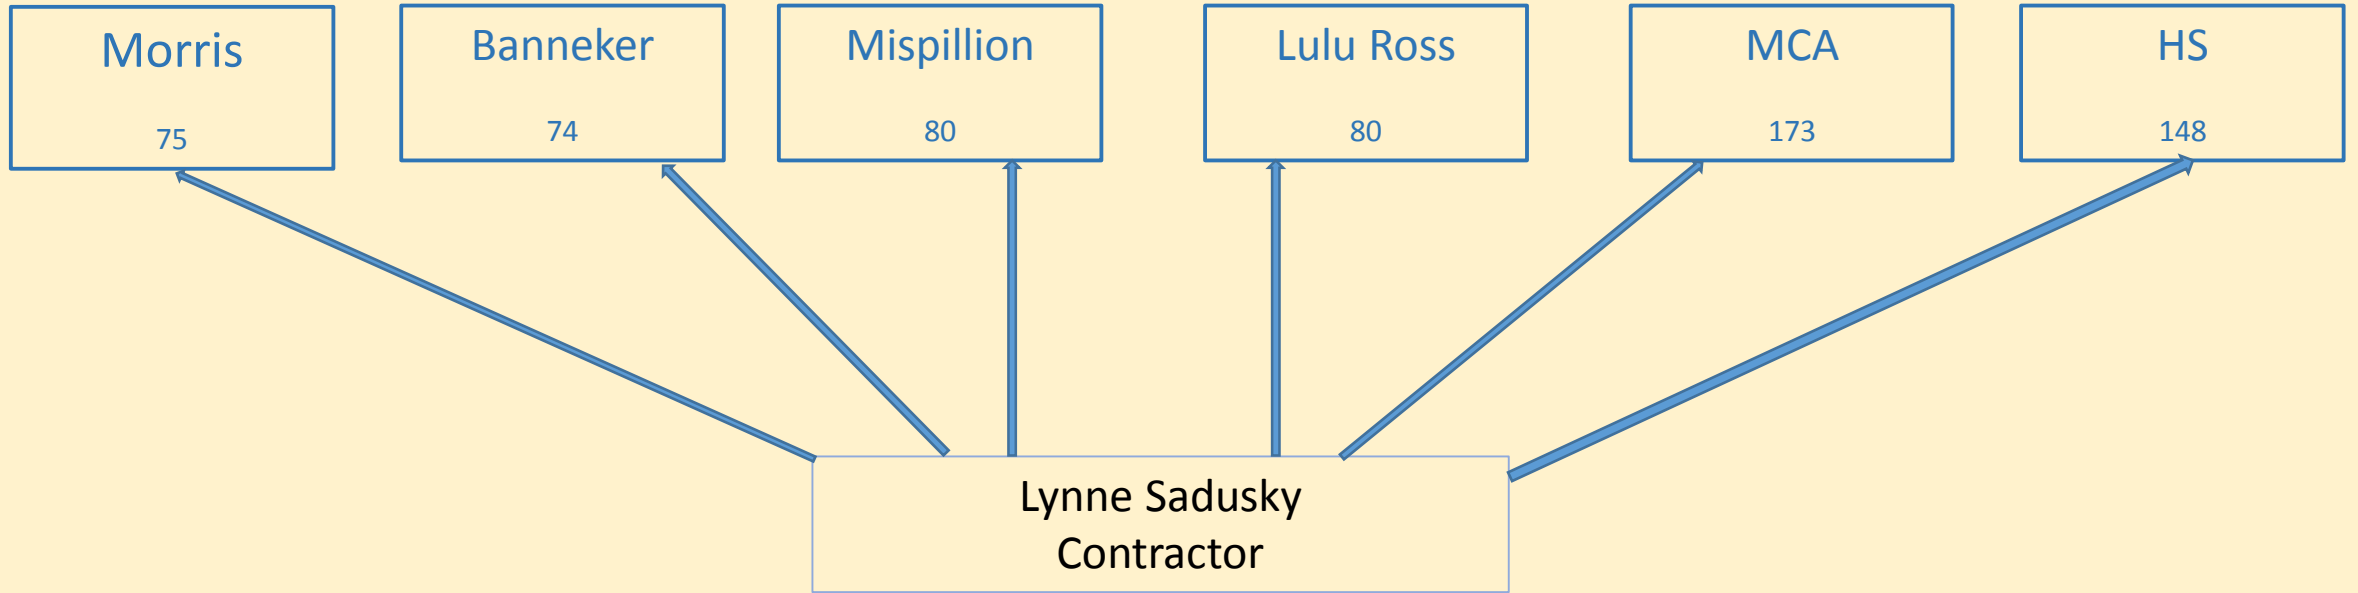 Morris
75
Banneker
74
Mispillion
80
Lulu Ross
80
MCA
173
HS
148
Lynne Sadusky
Contractor